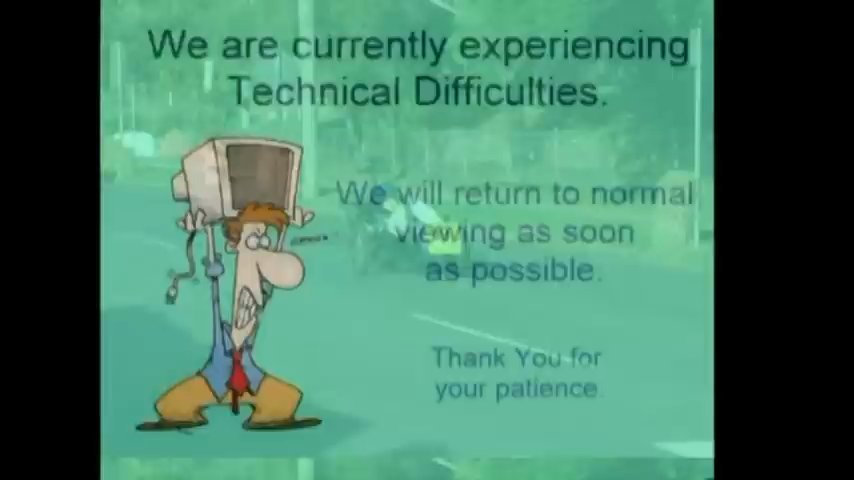 We are currently experiencing
Technical Difficulties.
We will return to normal
viewing as soon
as possible.
Thank You for
your patience.